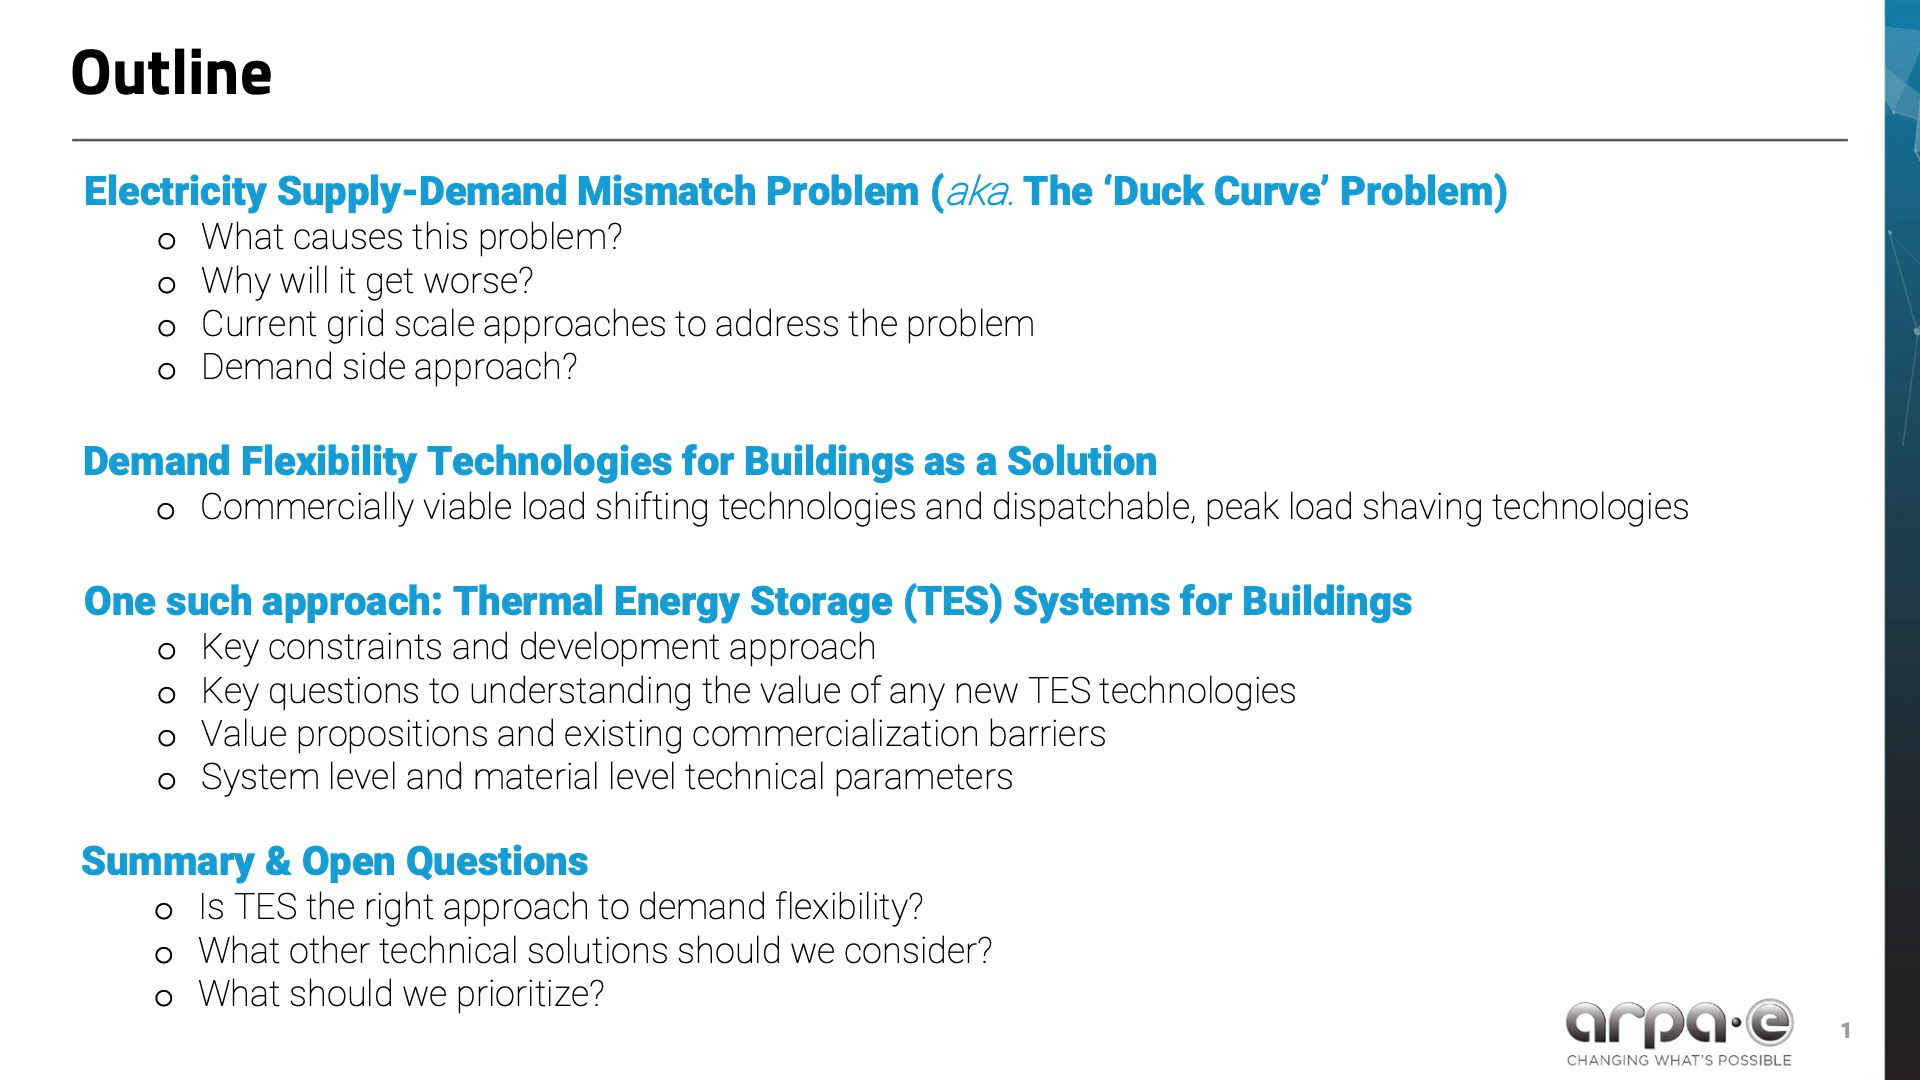 Outline
Electricity Supply-Demand Mismatch Problem (aka. The ‘Duck Curve’ Problem)
o What causes this problem?
o Why will it get worse?
o Current grid scale approaches to address the problem
o Demand side approach?
Demand Flexibility Technologies for Buildings as a Solution
o Commercially viable load shifting technologies and dispatchable, peak load shaving technologies
One such approach: Thermal Energy Storage (TES) Systems for Buildings
o Key constraints and development approach
o Key questions to understanding the value of any new TES technologies
o Value propositions and existing commercialization barriers
o System level and material level technical parameters
Summary & Open Questions
o Is TES the right approach to demand flexibility?
o What other technical solutions should we consider?
o What should we prioritize?
arpa·e
CHANGING WHAT'S POSSIBLE
1